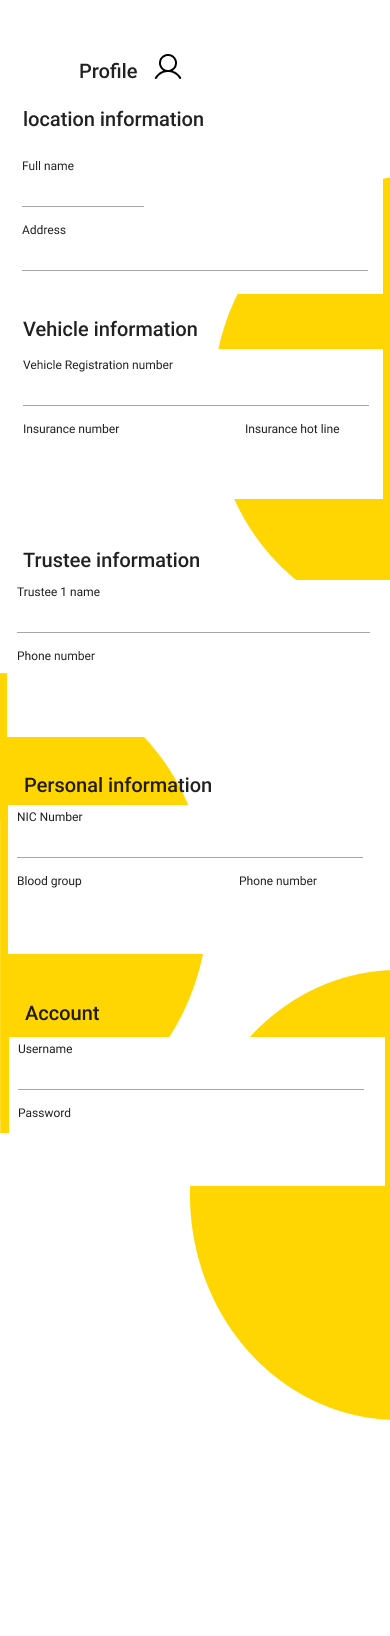 Profile
location information
Full name
Address
Vehicle information
Vehicle Registration number
Insurance number Insurance hot line
Trustee information
Trustee 1 name
Phone number
Personal information
NIC Number
Blood group Phone number
Account
Username
Password